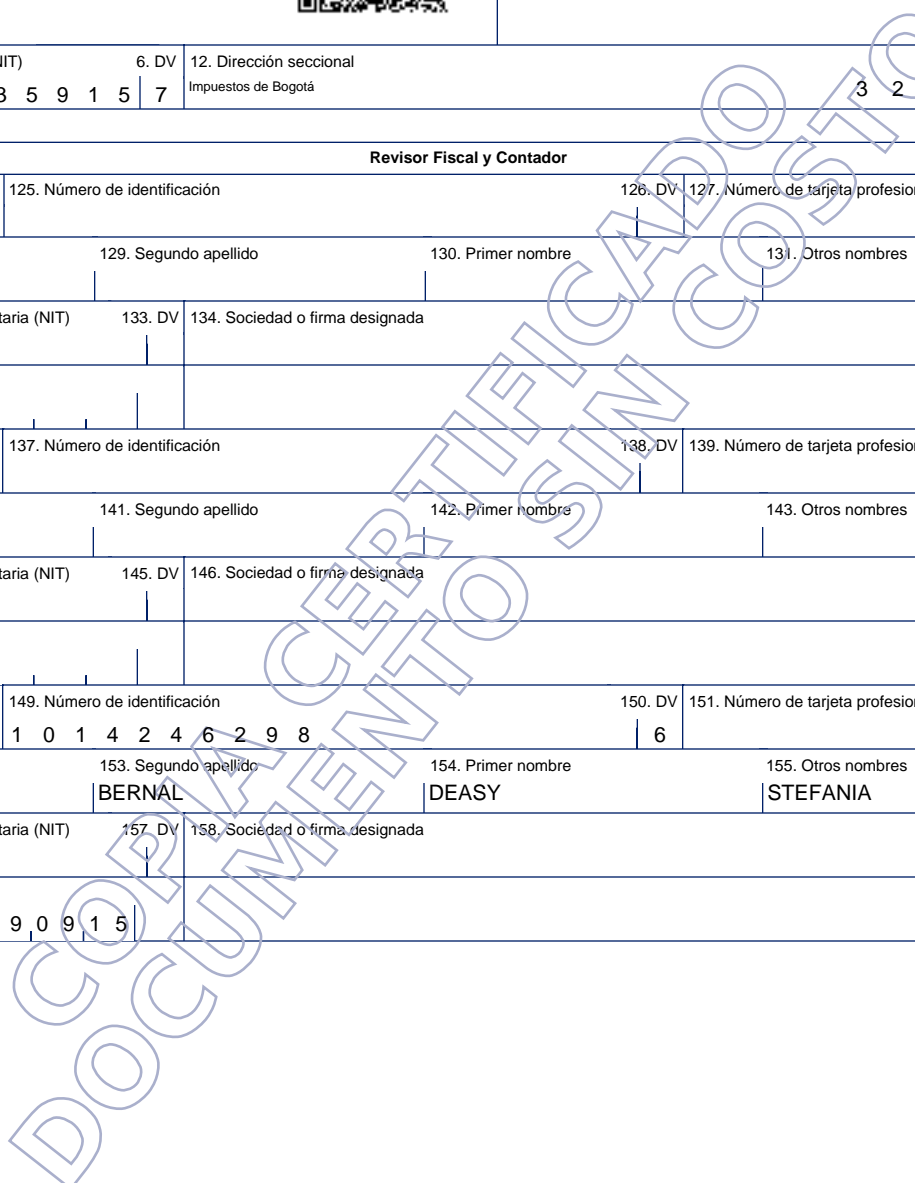 NIT) 6. DV 12. Dirección seccional
3 5 9 1 5 7 Impuestos de Bogotá 3 2
Revisor Fiscal y Contador
125. Número de identificación 126. DV 127. Número de tarjeta profesion
129. Segundo apellido 130. Primer nombre 131. Otros nombres
taria (NIT) 133. DV 134. Sociedad o firma designada
137. Número de identificación 138. DV 139. Número de tarjeta profesion
141. Segundo apellido 142. Primer nombre 143. Otros nombres
taria (NIT) 145. DV 146. Sociedad o firma designada
149. Número de identificación 150. DV 151. Número de tarjeta profesion
1 0 1 4 2 4 6 2 9 8 6
153. Segundo apellido 154. Primer nombre 155. Otros nombres
BERNAL DEASY STEFANIA
taria (NIT) 157. DV 158. Sociedad o firma designada
9 0 9 1 5
COPIA CERTIFICADO
DOCUMENTO SIN COSTO